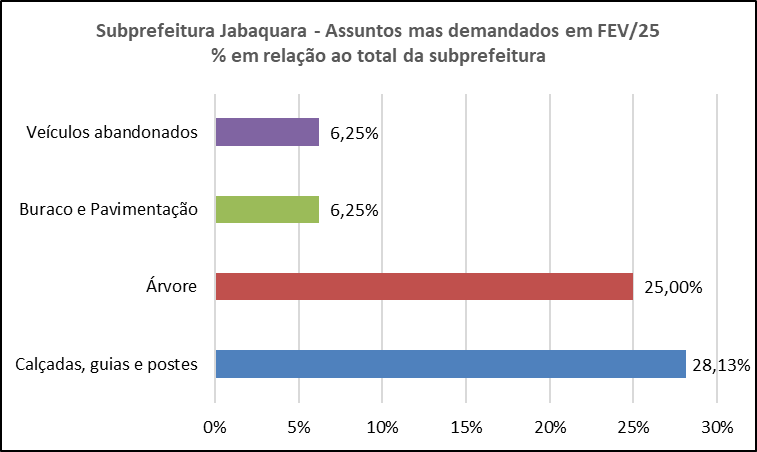 Subprefeitura Jabaquara - Assuntos mas demandados em FEV/25
% em relação ao total da subprefeitura
Veículos abandonados
6,25%
Buraco e Pavimentação
6,25%
Árvore
25,00%
Calçadas, guias e postes
28,13%
0%
5%
10%
15%
20%
25%
30%